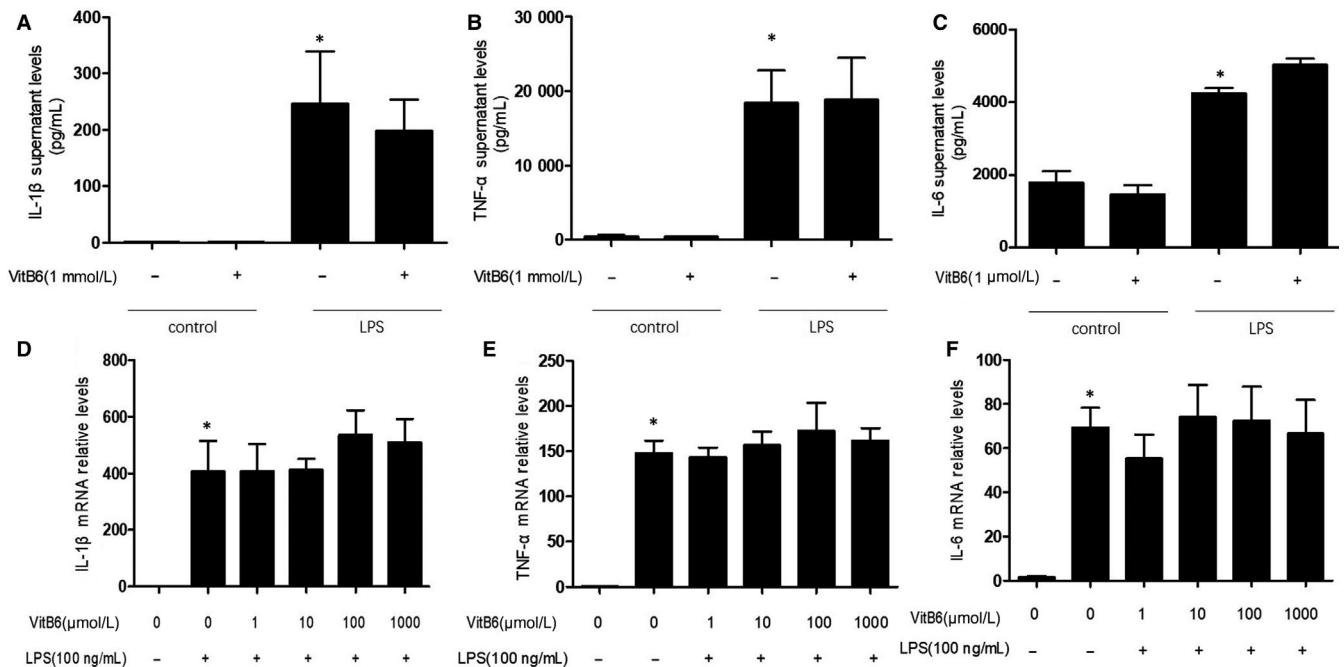 A
IL-1β supernatant levels
(pg/mL)
400
300
200
100
0
*
VitB6(1 mmol/L) – + – +
control LPS
B
TNF-α supernatant levels
(pg/mL)
30 000
20 000
10 000
0
*
VitB6(1 mmol/L) – + – +
control LPS
C
IL-6 supernatant levels
(pg/mL)
6000
4000
2000
0
*
VitB6(1 μmol/L) – + – +
control LPS
D
IL-1β mRNA relative levels
800
600
400
200
0
*
VitB6(μmol/L) 0 0 1 10 100 1000
LPS(100 ng/mL) – + + + + +
E
TNF-α mRNA relative levels
250
200
150
100
50
0
*
VitB6(μmol/L) 0 0 1 10 100 1000
LPS(100 ng/mL) – – + + + +
F
IL-6 mRNA relative levels
100
80
60
40
20
0
*
VitB6(μmol/L) 0 0 1 10 100 1000
LPS(100 ng/mL) – – + + + +